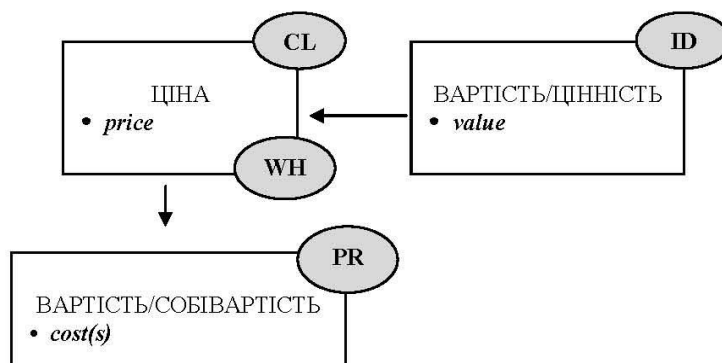 CL
ЦІНА
• price
WH
ID
ВАРТІСТЬ/ЦІННІСТЬ
• value
PR
ВАРТІСТЬ/СОБІВАРТІСТЬ
• cost(s)